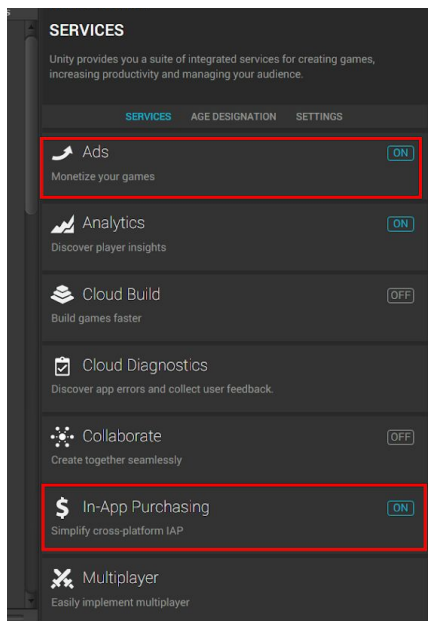 SERVICES
Unity provides you a suite of integrated services for creating games,
increasing productivity and managing your audience.
SERVICES AGE DESIGNATION SETTINGS
Ads ON
Monetize your games
Analytics ON
Discover player insights
Cloud Build OFF
Build games faster
Cloud Diagnostics
Discover app errors and collect user feedback.
Collaborate OFF
Create together seamlessly
In-App Purchasing ON
Simplify cross-platform IAP
Multiplayer
Easily implement multiplayer